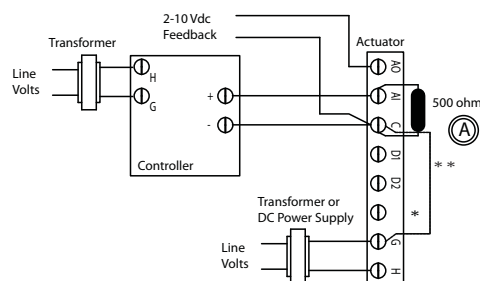 2-10 Vdc
Feedback
Transformer
Actuator
Line
Volts
H
G
+
-
Controller
AO
AI
C
D1
D2
G
H
500 ohm
A
* *
*
Transformer or
DC Power Supply
Line
Volts